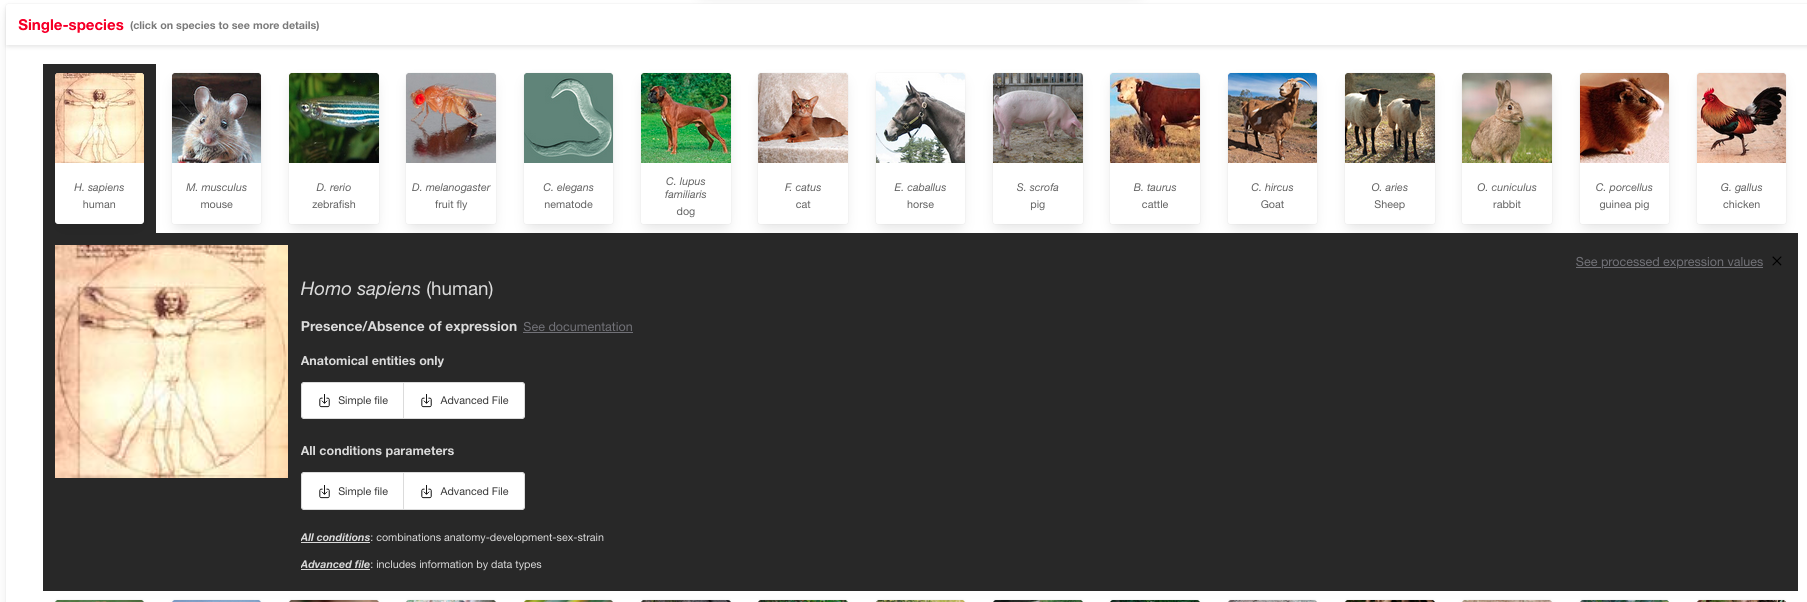 Single-species (click on species to see more details)
H. sapiens
human
M. musculus
mouse
D. rerio
zebrafish
D. melanogaster
fruit fly
C. elegans
nematode
C. lupus
familiaris
dog
F. catus
cat
E. caballus
horse
S. scrofa
pig
B. taurus
cattle
C. hircus
Goat
O. aries
Sheep
O. cuniculus
rabbit
C. porcellus
guinea pig
G. gallus
chicken
See processed expression values
Homo sapiens (human)
Presence/Absence of expression See documentation
Anatomical entities only
Simple file Advanced File
All conditions parameters
Simple file Advanced File
All conditions: combinations anatomy-development-sex-strain
Advanced file: includes information by data types